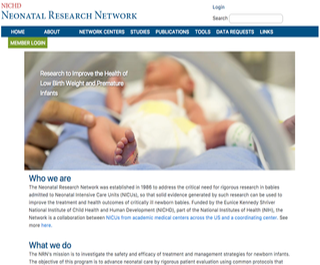 NICHD
NEONATAL RESEARCH NETWORK
Login
Search
HOME ABOUT NETWORK CENTERS STUDIES PUBLICATIONS TOOLS DATA REQUESTS LINKS
MEMBER LOGIN
Research to Improve the Health of
Low Birth Weight and Premature
Infants
Who we are
The Neonatal Research Network was established in 1986 to address the critical need for rigorous research in babies
admitted to Neonatal Intensive Care Units (NICUs), so that solid evidence generated by such research can be used to
improve the treatment and health outcomes of critically ill newborn babies. Funded by the Eunice Kennedy Shriver
National Institute of Child Health and Human Development (NICHD), part of the National Institutes of Health (NIH), the
Network is a collaboration between NICUs from academic medical centers across the US and a coordinating center. See
more here.
What we do
The NRN's mission is to investigate the safety and efficacy of treatment and management strategies for newborn infants.
The objective of this program is to advance neonatal care by rigorous patient evaluation using common protocols that